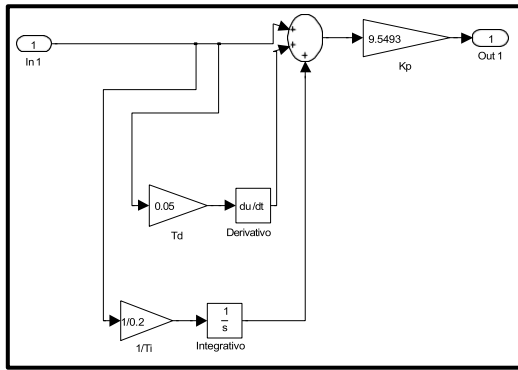 1
In 1
+
+
+
9.5493
Kp
1
Out 1
0.05
Td
du/dt
Derivativo
1/0.2
1/Ti
1
s
Integrativo